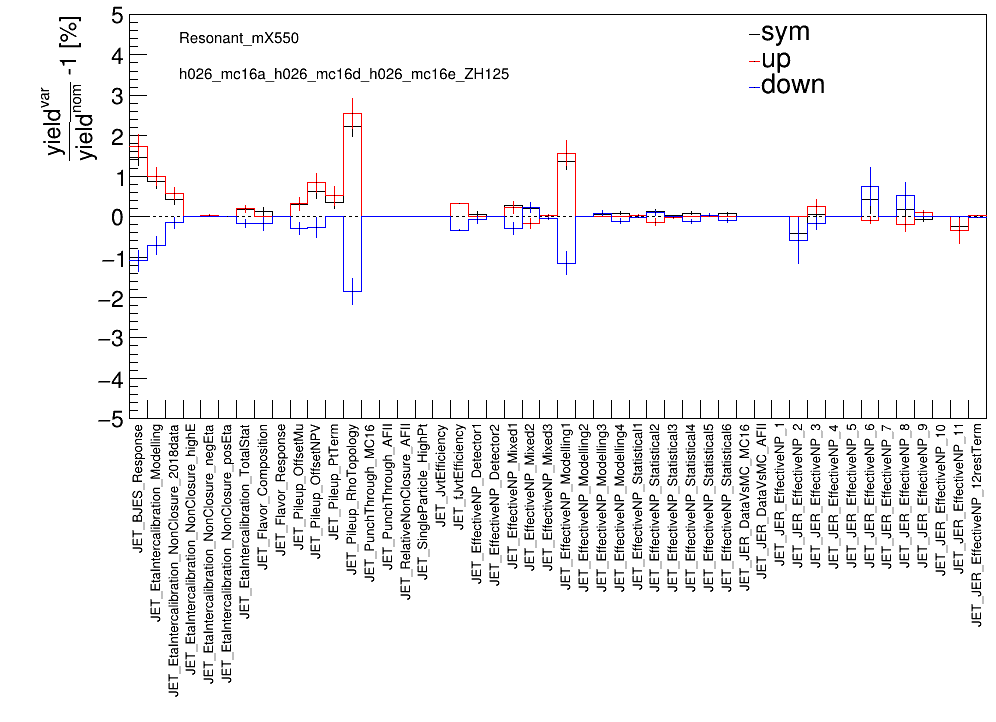 yield^var / yield^nom -1 [%]
Resonant_mX550
h026_mc16a_h026_mc16d_h026_mc16e_ZH125
sym
up
down
5
4
3
2
1
0
−1
−2
−3
−4
−5
JET_BJES_Response
JET_EtaIntercalibration_Modelling
JET_EtaIntercalibration_NonClosure_2018data
JET_EtaIntercalibration_NonClosure_highE
JET_EtaIntercalibration_NonClosure_negEta
JET_EtaIntercalibration_NonClosure_posEta
JET_EtaIntercalibration_TotalStat
JET_Flavor_Composition
JET_Flavor_Response
JET_Pileup_OffsetMu
JET_Pileup_OffsetNPV
JET_Pileup_PtTerm
JET_Pileup_RhoTopology
JET_PunchThrough_MC16
JET_PunchThrough_AFII
JET_RelativeNonClosure_AFII
JET_SingleParticle_HighPt
JET_JvtEfficiency
JET_fJvtEfficiency
JET_EffectiveNP_Detector1
JET_EffectiveNP_Detector2
JET_EffectiveNP_Mixed1
JET_EffectiveNP_Mixed2
JET_EffectiveNP_Mixed3
JET_EffectiveNP_Modelling1
JET_EffectiveNP_Modelling2
JET_EffectiveNP_Modelling3
JET_EffectiveNP_Modelling4
JET_EffectiveNP_Statistical1
JET_EffectiveNP_Statistical2
JET_EffectiveNP_Statistical3
JET_EffectiveNP_Statistical4
JET_EffectiveNP_Statistical5
JET_EffectiveNP_Statistical6
JET_JER_DataVsMC_MC16
JET_JER_DataVsMC_AFII
JET_JER_EffectiveNP_1
JET_JER_EffectiveNP_2
JET_JER_EffectiveNP_3
JET_JER_EffectiveNP_4
JET_JER_EffectiveNP_5
JET_JER_EffectiveNP_6
JET_JER_EffectiveNP_7
JET_JER_EffectiveNP_8
JET_JER_EffectiveNP_9
JET_JER_EffectiveNP_10
JET_JER_EffectiveNP_11
JET_JER_EffectiveNP_12restTerm